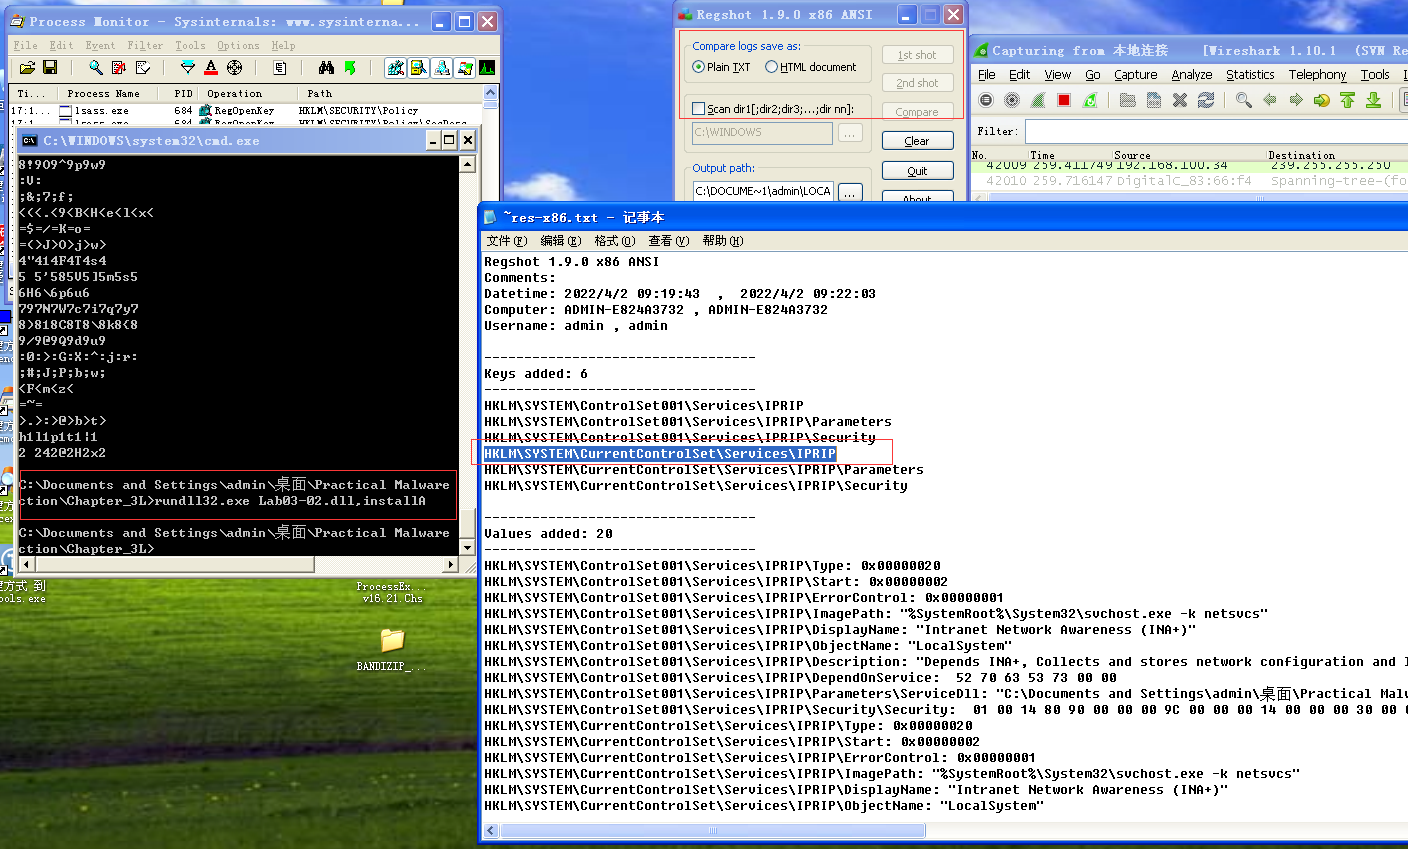 Process Monitor - Sysinternals: www.sysinterna...
File Edit Event Filter Tools Options Help
Ti... Process Name PID Operation Path
17:1... lsass.exe 684 RegOpenKey HKLM\SECURITY\Policy
17:1... lsass.exe 684 RegOpenKey HKLM\SECURITY\Policy\SecDesc
C:\WINDOWS\system32\cmd.exe
8!9O9^9p9w9
:V:
;&;7;f;
<<<.<9<B<H<e<l<x<
=$=/=K=o=
=<>J>O>j>w>
4"414F4T4s4
5 5'585V5]5m5s5
6H6\6p6u6
797N7W7c7i7q7y7
8>818C8T8\8k8<8
9/9@9Q9d9u9
:0:>:G:X:^:j:r:
;#;J;P;b;w;
<F<m<z<
=~=
>.>:>@>b>t>
h1l1p1t1|1
2 242@2H2x2
C:\Documents and Settings\admin\桌面\Practical Malware
ction\Chapter_3L>rundll32.exe Lab03-02.dll,installA
C:\Documents and Settings\admin\桌面\Practical Malware
ction\Chapter_3L>
Regshot 1.9.0 x86 ANSI
Compare logs save as:
Plain TXT HTML document
Scan dir1[;dir2;dir3;...;dir nn]:
C:\WINDOWS ...
Output path:
C:\DOCUME~1\admin\LOCA ...
1st shot
2nd shot
Compare
Clear
Quit
About
Capturing from 本地连接 [Wireshark 1.10.1 (SVN Re
File Edit View Go Capture Analyze Statistics Telephony Tools I
Filter:
No. Time Source Destination
42009 259.411749 192.168.100.34 239.255.255.250
42010 259.716147 DigitalC_83:66:f4 Spanning-tree-(fo
~res-x86.txt - 记事本
文件(F) 编辑(E) 格式(O) 查看(V) 帮助(H)
Regshot 1.9.0 x86 ANSI
Comments:
Datetime: 2022/4/2 09:19:43 , 2022/4/2 09:22:03
Computer: ADMIN-E824A3732 , ADMIN-E824A3732
Username: admin , admin
----------------------------------
Keys added: 6
----------------------------------
HKLM\SYSTEM\ControlSet001\Services\IPRIP
HKLM\SYSTEM\ControlSet001\Services\IPRIP\Parameters
HKLM\SYSTEM\ControlSet001\Services\IPRIP\Security
HKLM\SYSTEM\CurrentControlSet\Services\IPRIP
HKLM\SYSTEM\CurrentControlSet\Services\IPRIP\Parameters
HKLM\SYSTEM\CurrentControlSet\Services\IPRIP\Security
----------------------------------
Values added: 20
----------------------------------
HKLM\SYSTEM\ControlSet001\Services\IPRIP\Type: 0x00000020
HKLM\SYSTEM\ControlSet001\Services\IPRIP\Start: 0x00000002
HKLM\SYSTEM\ControlSet001\Services\IPRIP\ErrorControl: 0x00000001
HKLM\SYSTEM\ControlSet001\Services\IPRIP\ImagePath: "%SystemRoot%\System32\svchost.exe -k netsvcs"
HKLM\SYSTEM\ControlSet001\Services\IPRIP\DisplayName: "Intranet Network Awareness (INA+)"
HKLM\SYSTEM\ControlSet001\Services\IPRIP\ObjectName: "LocalSystem"
HKLM\SYSTEM\ControlSet001\Services\IPRIP\Description: "Depends INA+, Collects and stores network configuration and l
HKLM\SYSTEM\ControlSet001\Services\IPRIP\DependOnService: 52 70 63 53 73 00 00
HKLM\SYSTEM\ControlSet001\Services\IPRIP\Parameters\ServiceDll: "C:\Documents and Settings\admin\桌面\Practical Malw
HKLM\SYSTEM\ControlSet001\Services\IPRIP\Security\Security: 01 00 14 80 90 00 00 00 9C 00 00 00 14 00 00 00 30 00 0
HKLM\SYSTEM\CurrentControlSet\Services\IPRIP\Type: 0x00000020
HKLM\SYSTEM\CurrentControlSet\Services\IPRIP\Start: 0x00000002
HKLM\SYSTEM\CurrentControlSet\Services\IPRIP\ErrorControl: 0x00000001
HKLM\SYSTEM\CurrentControlSet\Services\IPRIP\ImagePath: "%SystemRoot%\System32\svchost.exe -k netsvcs"
HKLM\SYSTEM\CurrentControlSet\Services\IPRIP\DisplayName: "Intranet Network Awareness (INA+)"
HKLM\SYSTEM\CurrentControlSet\Services\IPRIP\ObjectName: "LocalSystem"
方式 到
ools.exe
ProcessEx...
v16.21.Chs
BANDIZIP_...